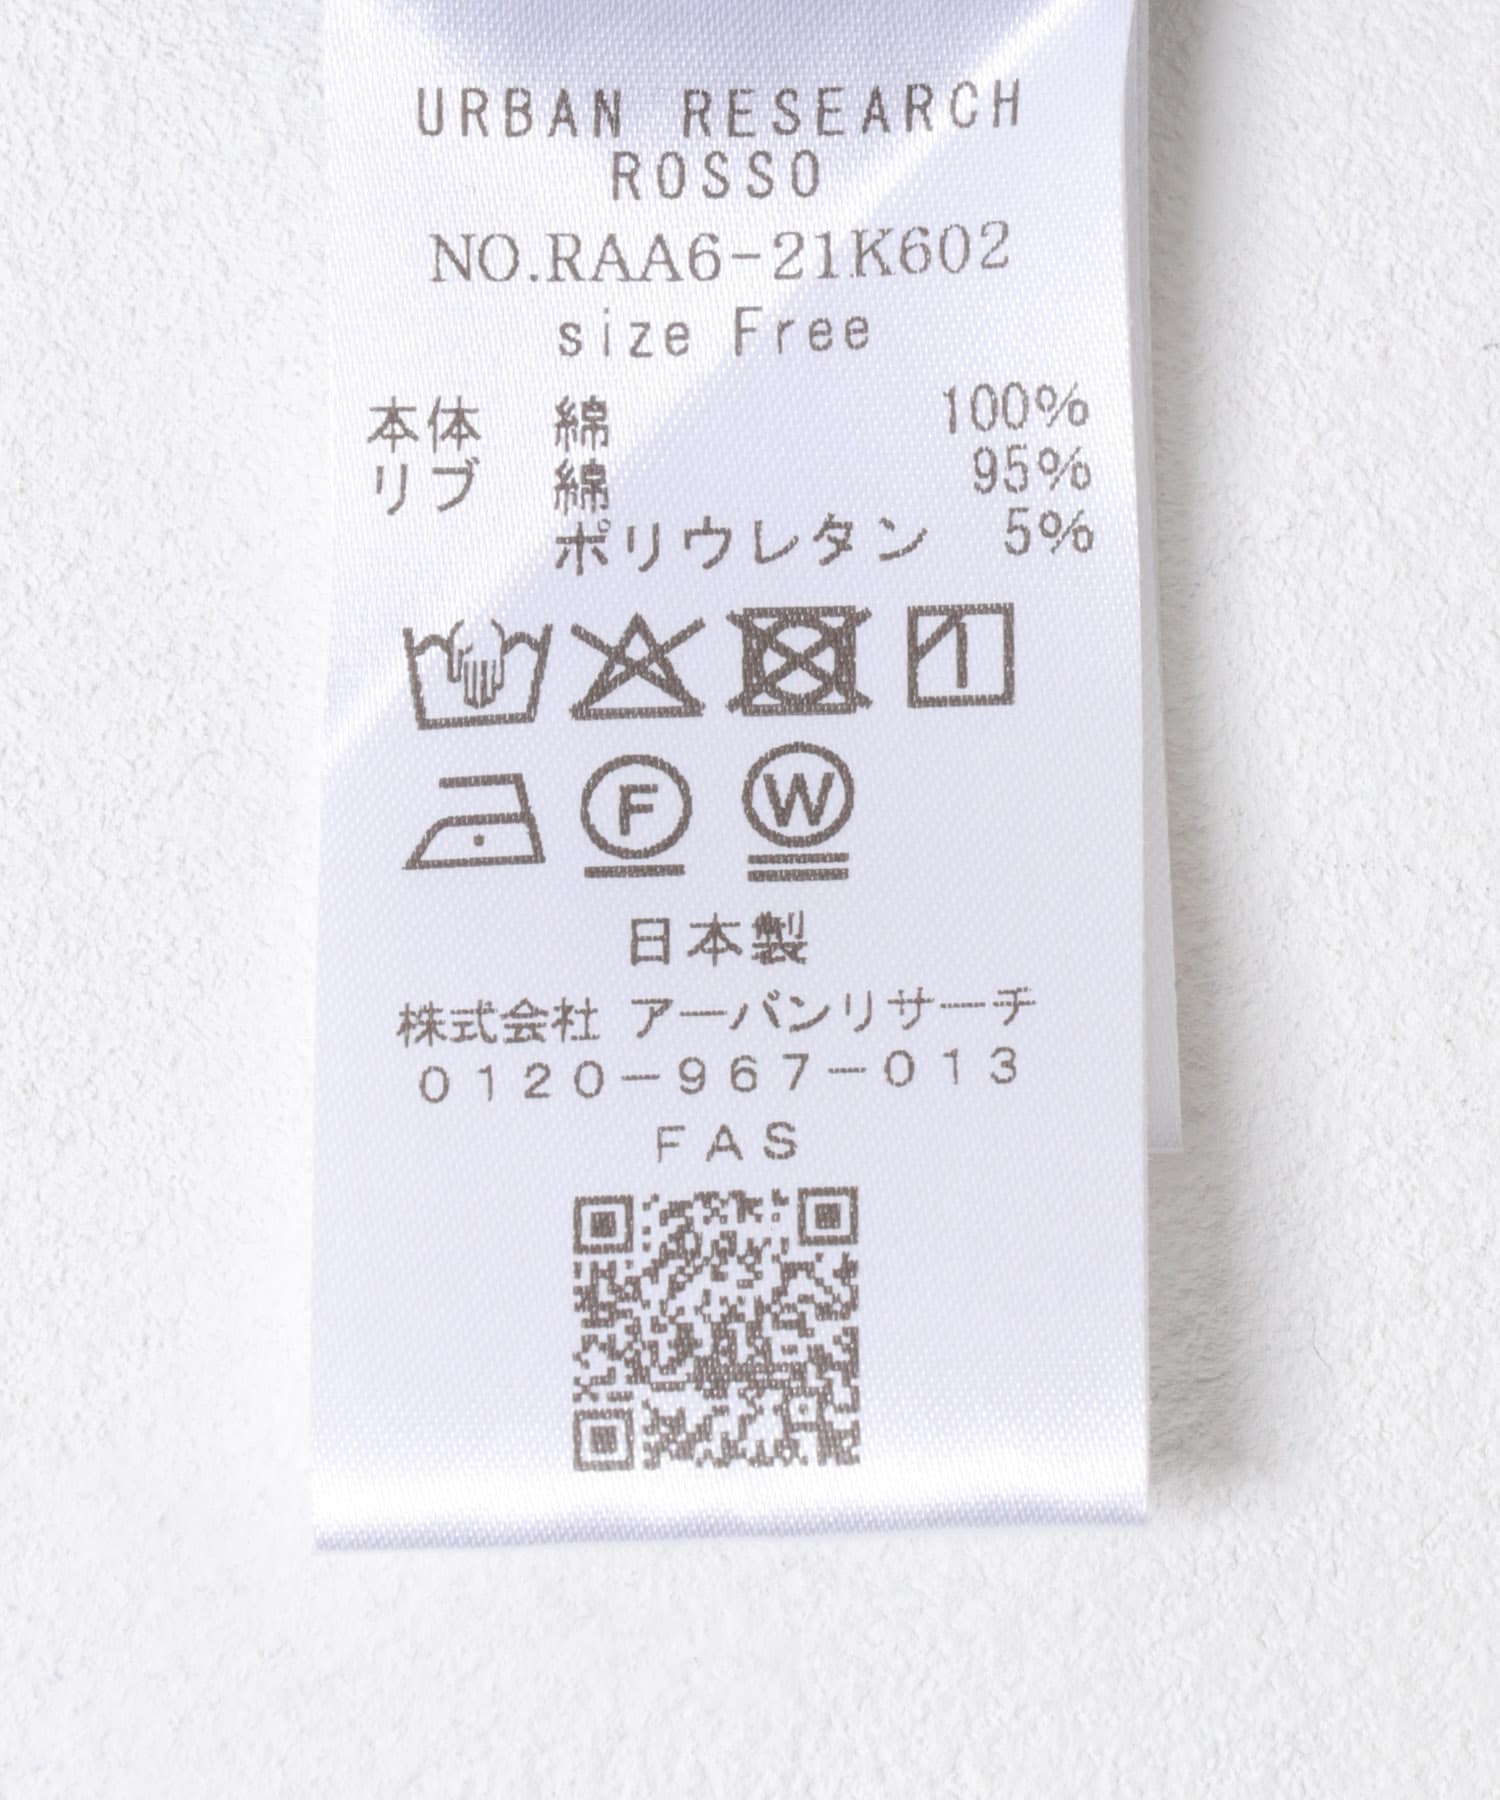 URBAN RESEARCH
ROSSO
NO.RAA6-21K602
size Free
本体 綿 100%
リブ 綿 95%
ポリウレタン 5%
F W
日本製
株式会社 アーバンリサーチ
0120-967-013
FAS